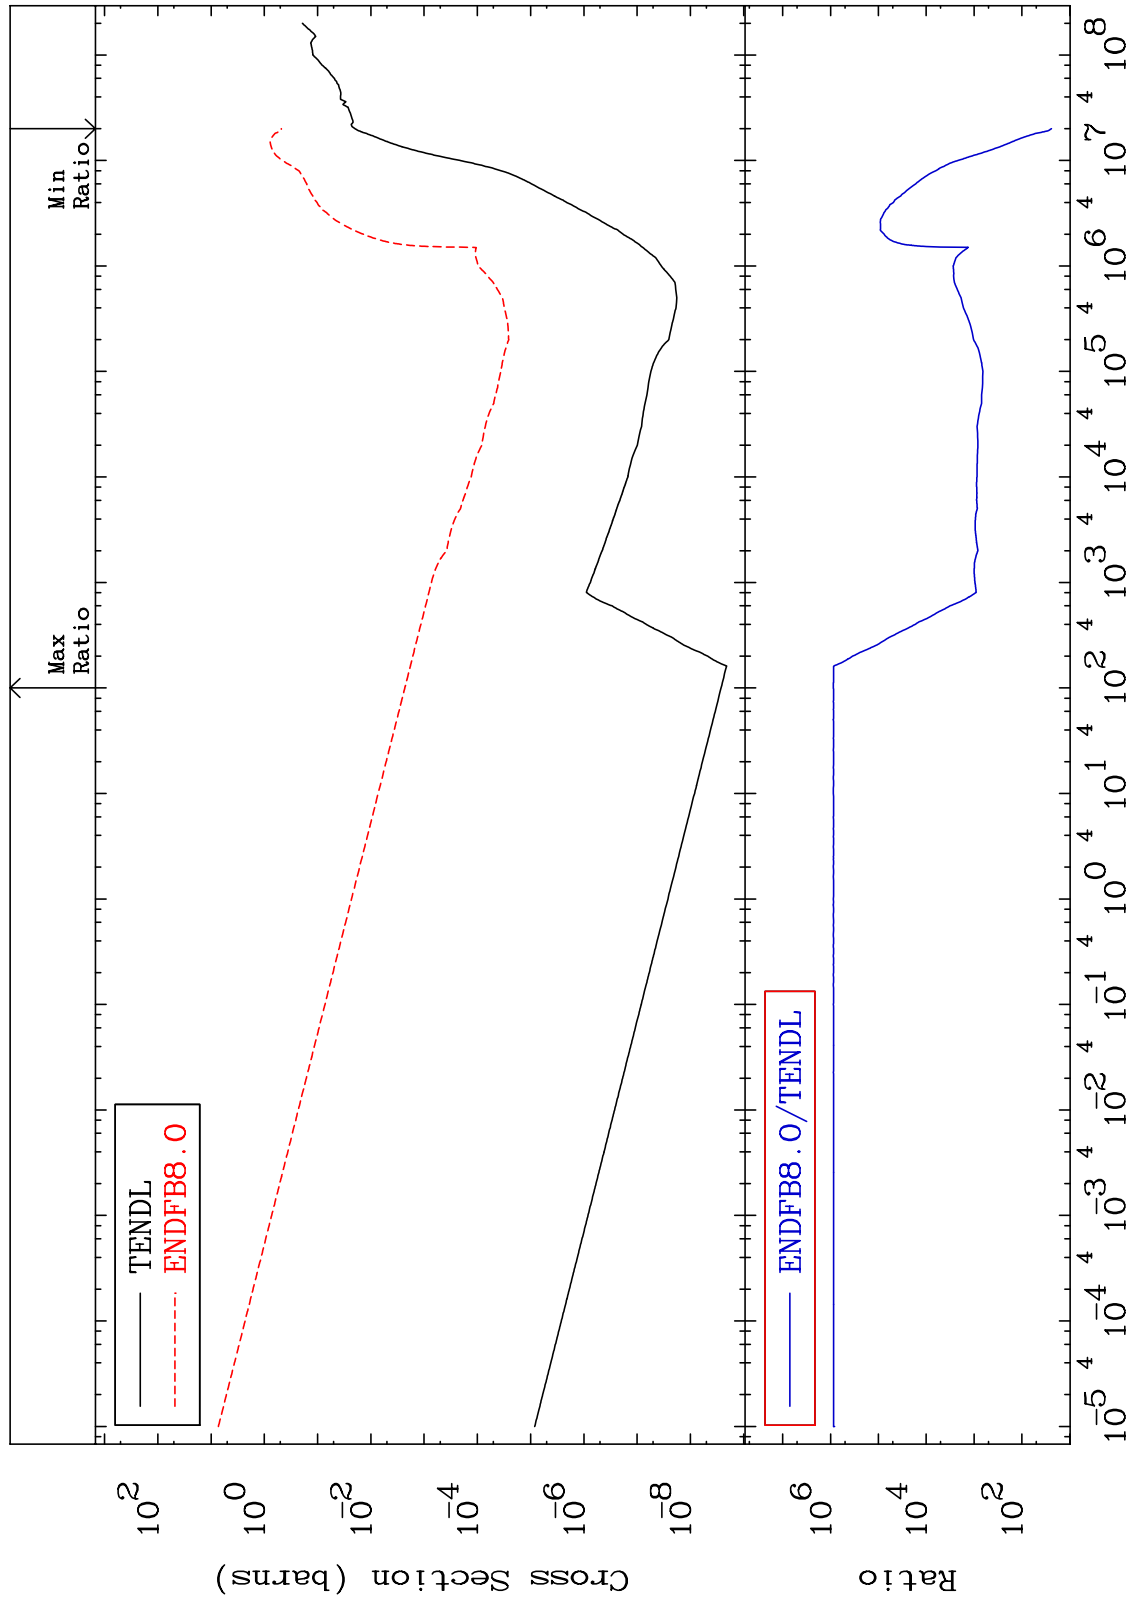 Max
Ratio
Min
Ratio
TENDL
ENDFB8.0
Cross Section (barns)
10^2
10^0
10^-2
10^-4
10^-6
10^-8
ENDFB8.0/TENDL
Ratio
10^6
10^4
10^2
10^-5 4 10^-4 4 10^-3 4 10^-2 4 10^-1 4 10^0 4 10^1 4 10^2 4 10^3 4 10^4 4 10^5 4 10^6 4 10^7 4 10^8